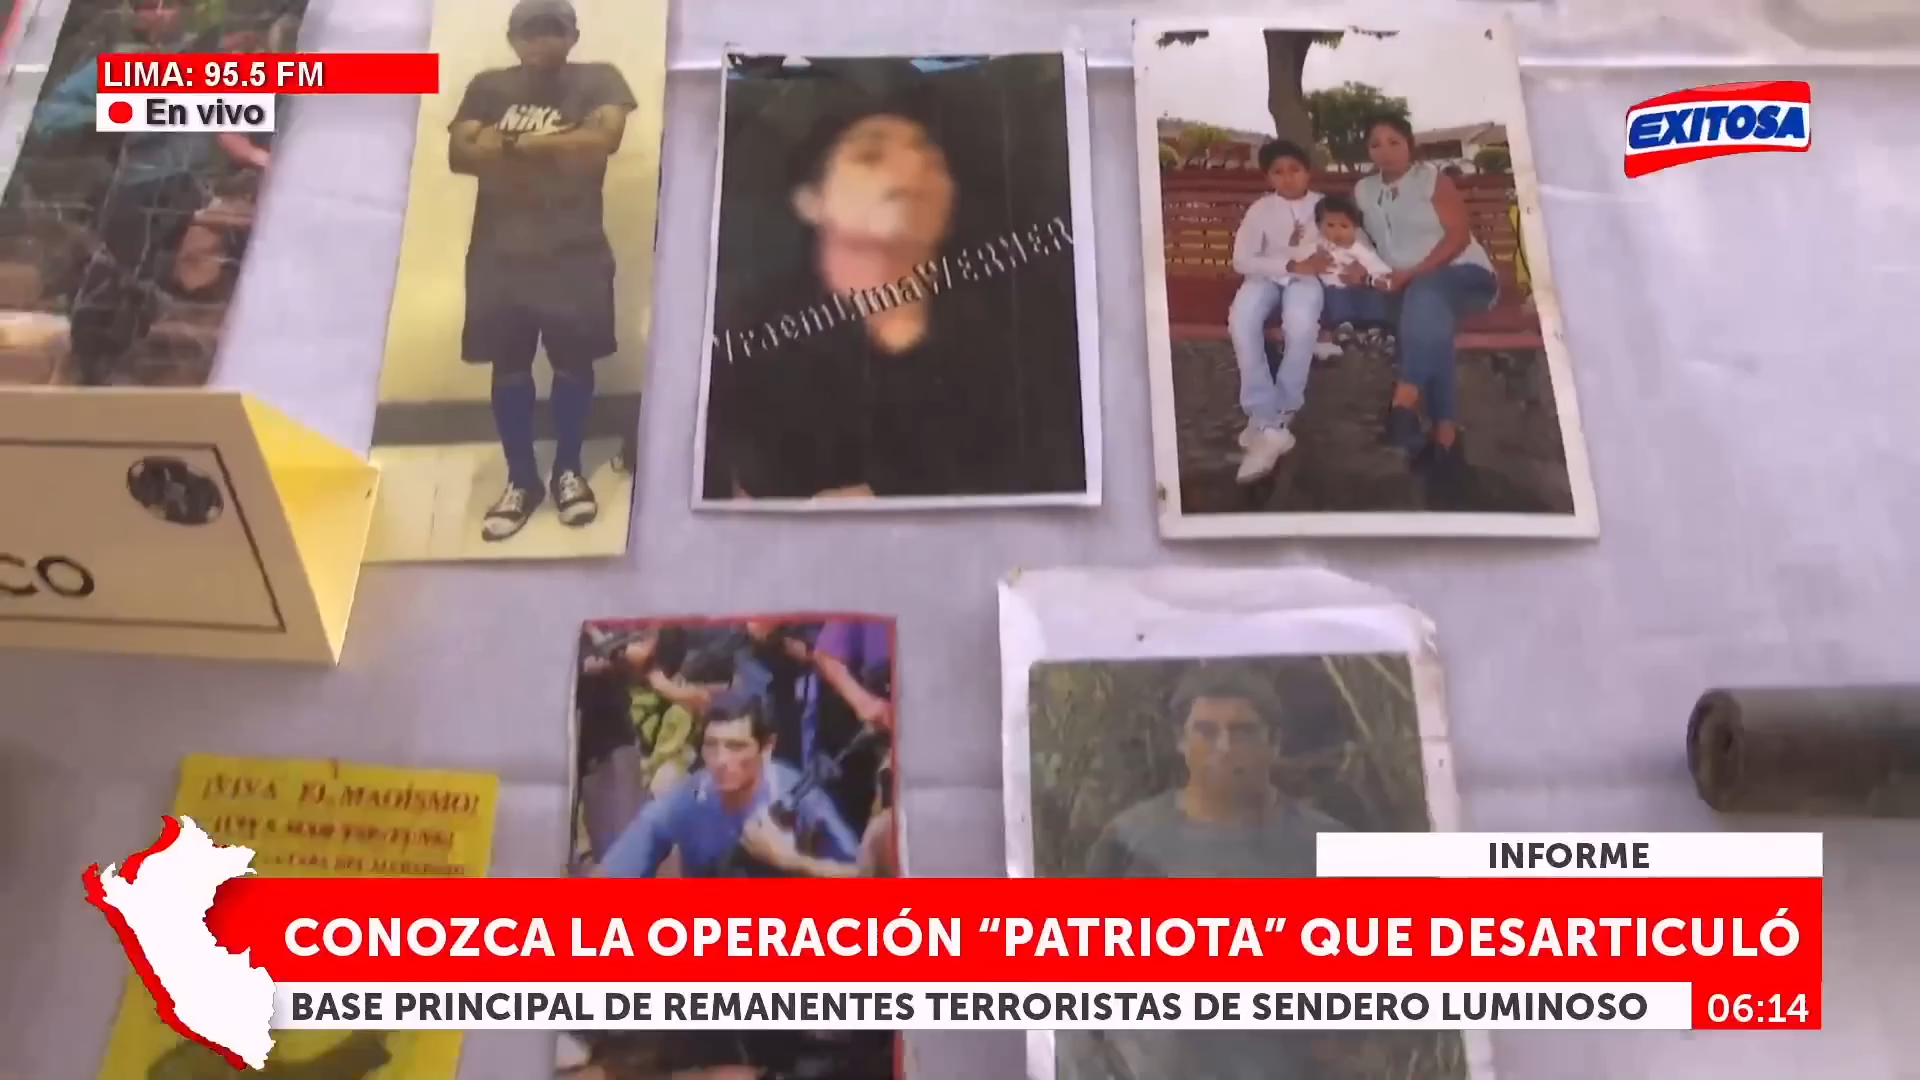 LIMA: 95.5 FM
En vivo
EXITOSA
NIKE
CO
¡VIVA EL MAOÍSMO!
INFORME
CONOZCA LA OPERACIÓN “PATRIOTA” QUE DESARTICULÓ
BASE PRINCIPAL DE REMANENTES TERRORISTAS DE SENDERO LUMINOSO
06:14